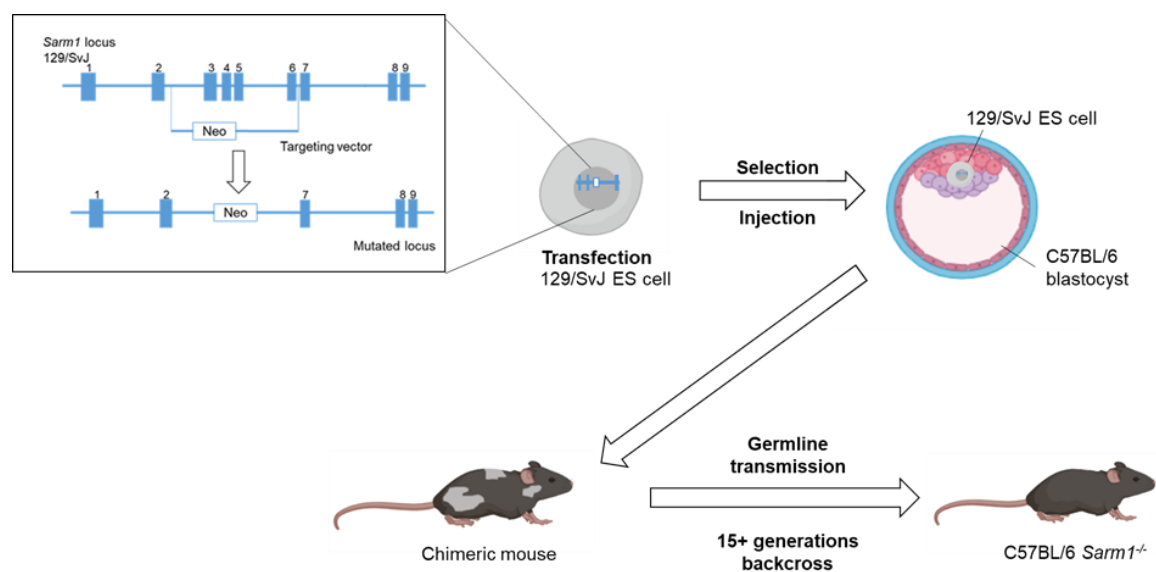 Sarm1 locus
129/SvJ
1 2 3 4 5 6 7 8 9
Neo
Targeting vector
1 2 7 8 9
Neo
Mutated locus
Transfection
129/SvJ ES cell
Selection
Injection
129/SvJ ES cell
C57BL/6
blastocyst
Chimeric mouse
Germline
transmission
15+ generations
backcross
C57BL/6 Sarm1-/-